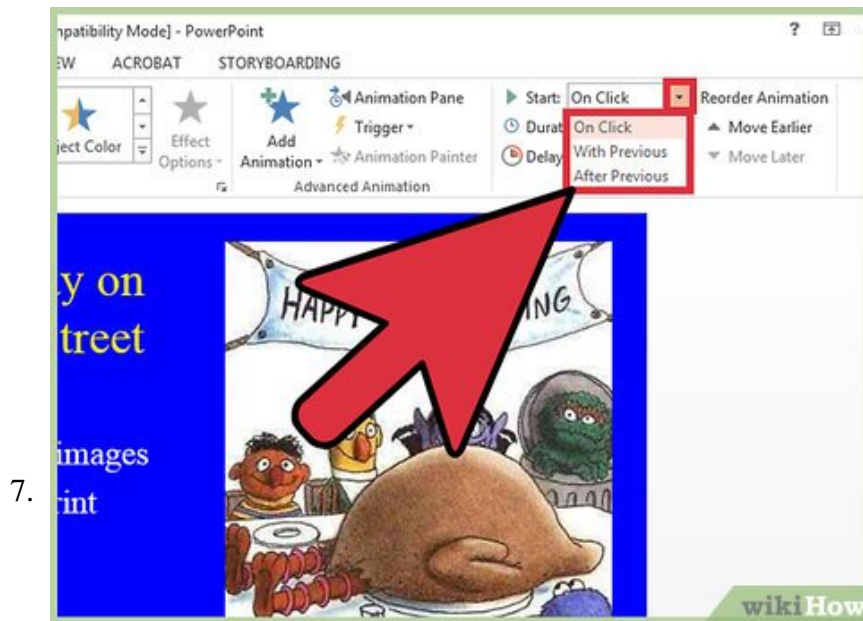 npatibility Mode] - PowerPoint ?
EW ACROBAT STORYBOARDING
ject Color
Effect Options
Add Animation
Animation Pane
Trigger
Animation Painter
Advanced Animation
Start: On Click
Durat
Delay
On Click
With Previous
After Previous
Reorder Animation
Move Earlier
Move Later
y on
treet
images
rint
HAPP
ING
7.
wikiHow